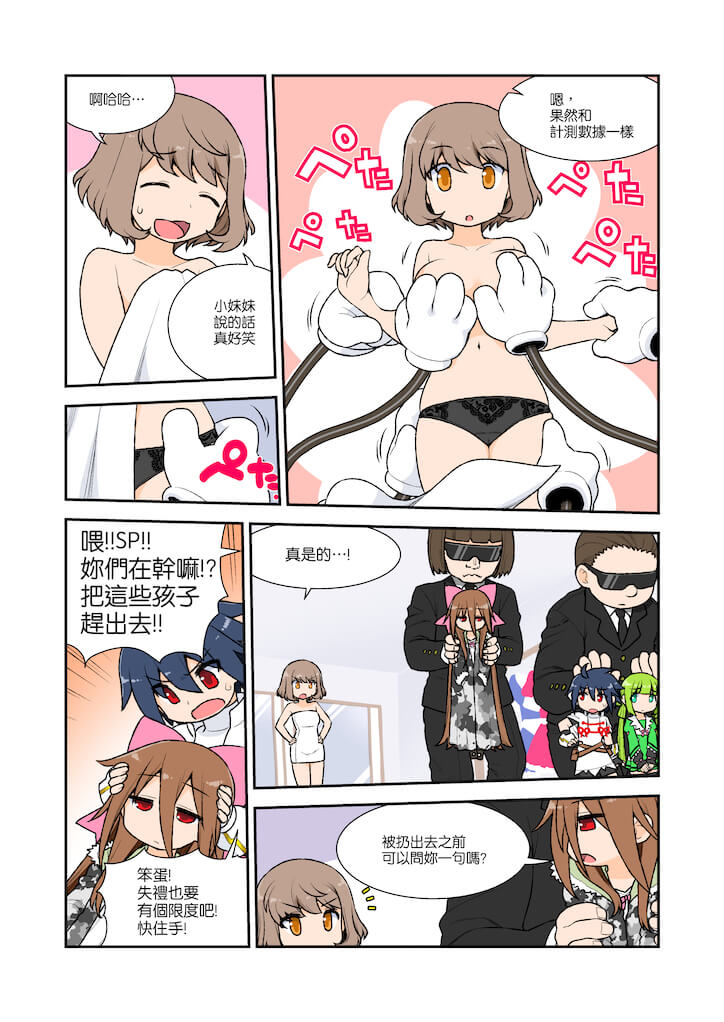 嗯，
果然和
計測數據一樣
ぺた
ぺた
ぺた
ぺた
啊哈哈…
小妹妹
說的話
真好笑
ぺた
真是的…!
喂!!SP!!
妳們在幹嘛!?
把這些孩子
趕出去!!
笨蛋!
失禮也要
有個限度吧!
快住手!
被扔出去之前
可以問妳一句嗎?